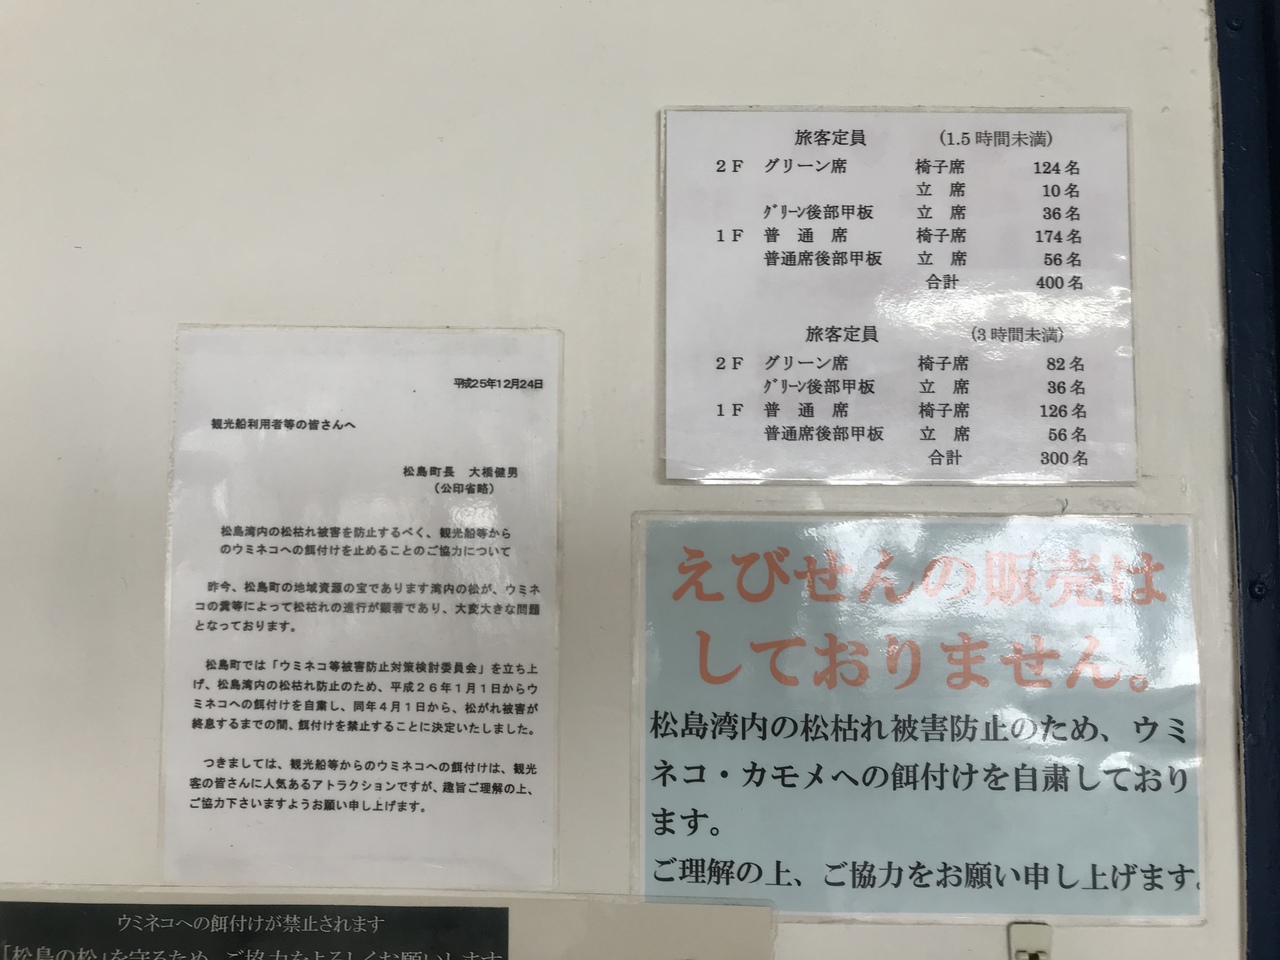 旅客定員 (1.5時間未満)
2F グリーン席 椅子席 124名
立 席 10名
グリーン後部甲板 立 席 36名
1F 普 通 席 椅子席 174名
普通席後部甲板 立 席 56名
合計 400名
旅客定員 (3時間未満)
2F グリーン席 椅子席 82名
グリーン後部甲板 立 席 36名
1F 普 通 席 椅子席 126名
普通席後部甲板 立 席 56名
合計 300名
平成25年12月24日
観光船利用者等の皆さんへ
松島町長 大橋健男
(公印省略)
松島湾内の松枯れ被害を防止するべく、観光船等から
のウミネコへの餌付けを止めることのご協力について
昨今、松島町の地域資源の宝であります湾内の松が、ウミネ
コの糞等によって松枯れの進行が顕著であり、大変大きな問題
となっております。
松島町では「ウミネコ等被害防止対策検討委員会」を立ち上
げ、松島湾内の松枯れ防止のため、平成26年1月1日からウ
ミネコへの餌付けを自粛し、同年4月1日から、松がれ被害が
終息するまでの間、餌付けを禁止することに決定いたしました。
つきましては、観光船等からのウミネコへの餌付けは、観光
客の皆さんに人気あるアトラクションですが、趣旨ご理解の上、
ご協力下さいますようお願い申し上げます。
えびせんの販売は
しておりません。
松島湾内の松枯れ被害防止のため、ウミ
ネコ・カモメへの餌付けを自粛しており
ます。
ご理解の上、ご協力をお願い申し上げます。
ウミネコへの餌付けが禁止されます
「松島の松」を守るため、ご協力をよろしくお願いします